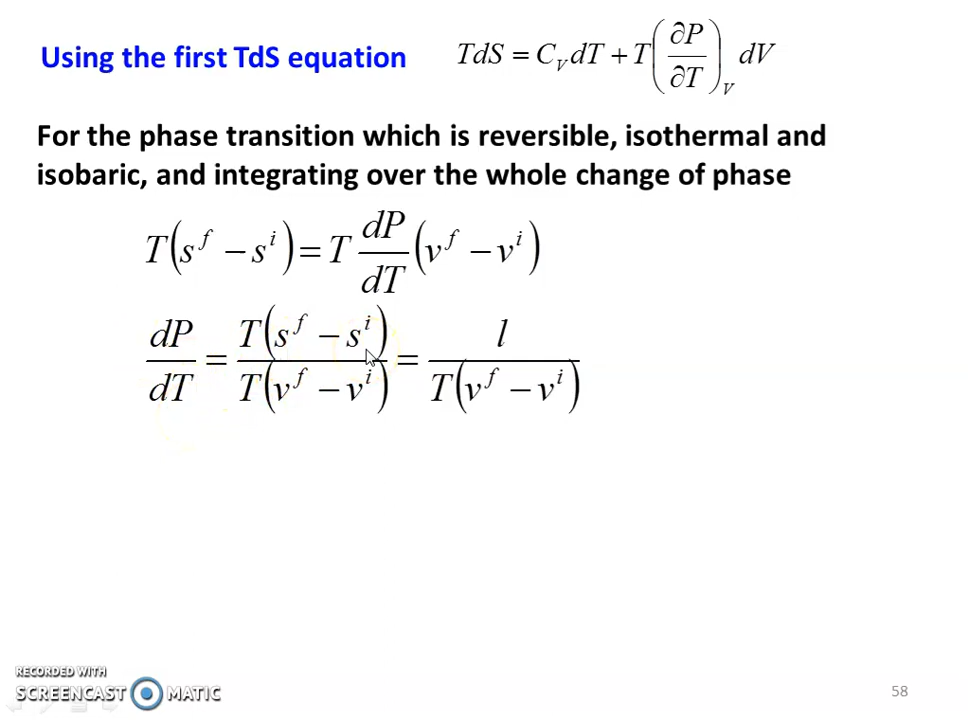 Using the first TdS equation TdS = C_V dT + T(∂P/∂T)_V dV
For the phase transition which is reversible, isothermal and
isobaric, and integrating over the whole change of phase
T(s^f − s^i) = T dP/dT (v^f − v^i)
dP/dT = T(s^f − s^i)/T(v^f − v^i) = l/T(v^f − v^i)
RECORDED WITH
SCREENCAST MATIC
58